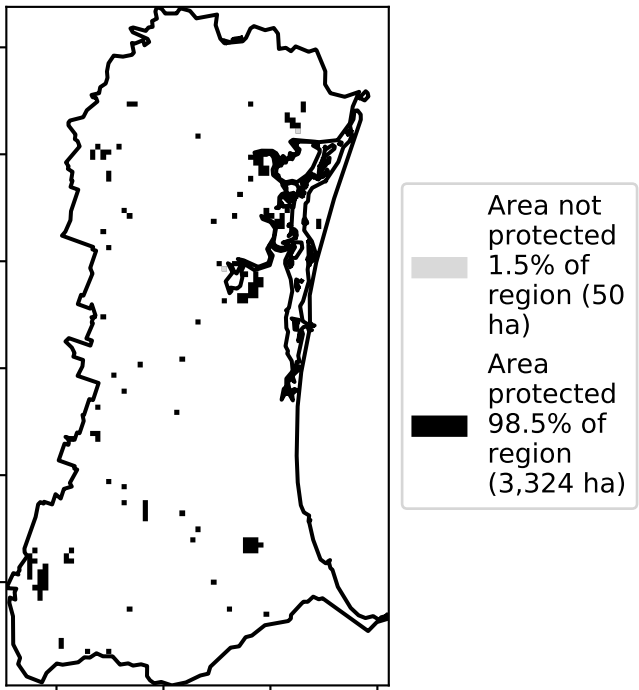 Area not
protected
1.5% of
region (50
ha)
Area
protected
98.5% of
region
(3,324 ha)